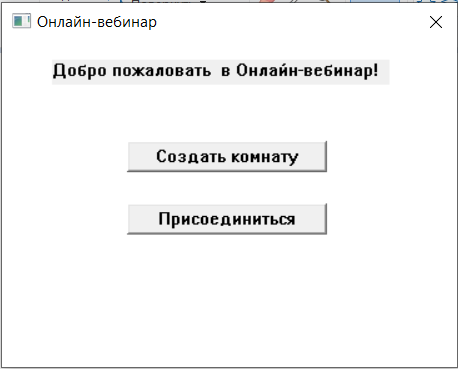 Онлайн-вебинар
Добро пожаловать в Онлайн-вебинар!
Создать комнату
Присоединиться